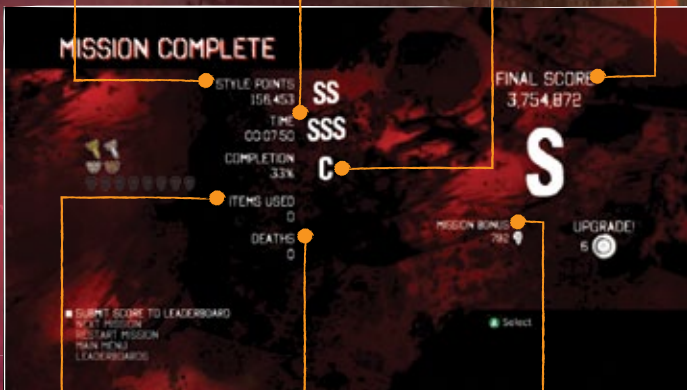 MISSION COMPLETE
STYLE POINTS
156,453
SS
TIME
00:07:50
SSS
COMPLETION
33%
C
ITEMS USED
0
DEATHS
0
FINAL SCORE
3,754,872
S
MISSION BONUS
782
UPGRADE!
6
SUBMIT SCORE TO LEADERBOARD
NEXT MISSION
RESTART MISSION
MAIN MENU
LEADERBOARDS
Select